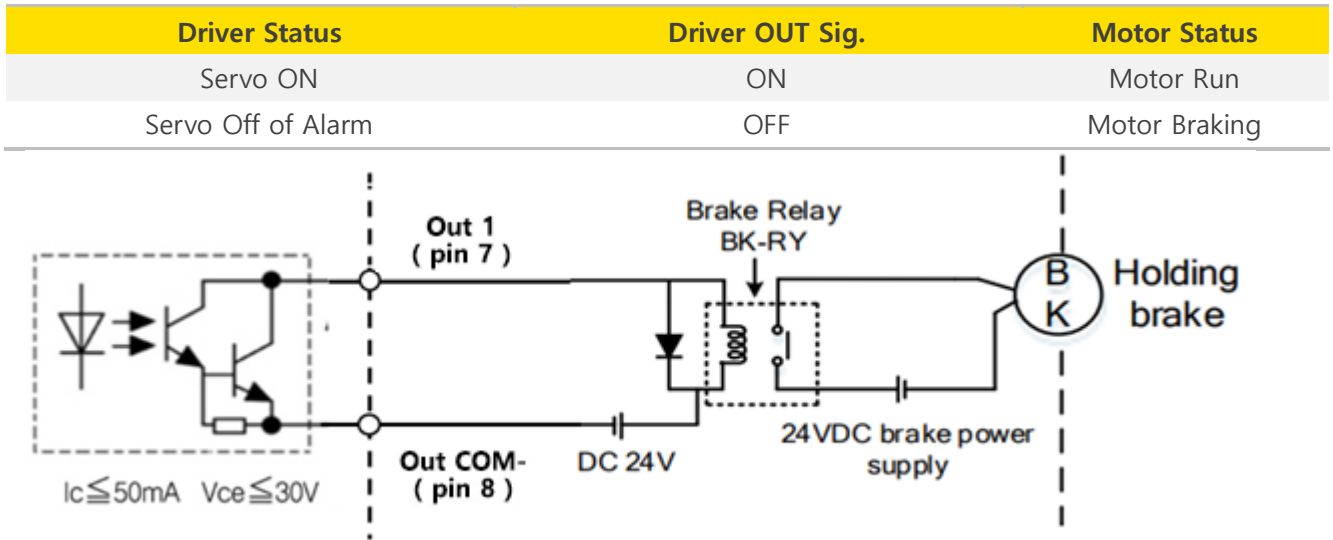 Driver Status Driver OUT Sig. Motor Status
Servo ON ON Motor Run
Servo Off of Alarm OFF Motor Braking
Out 1
( pin 7 )
Brake Relay
BK-RY
B
K
Holding
brake
Out COM-
( pin 8 )
DC 24V
24VDC brake power
supply
Ic≦50mA Vce≦30V